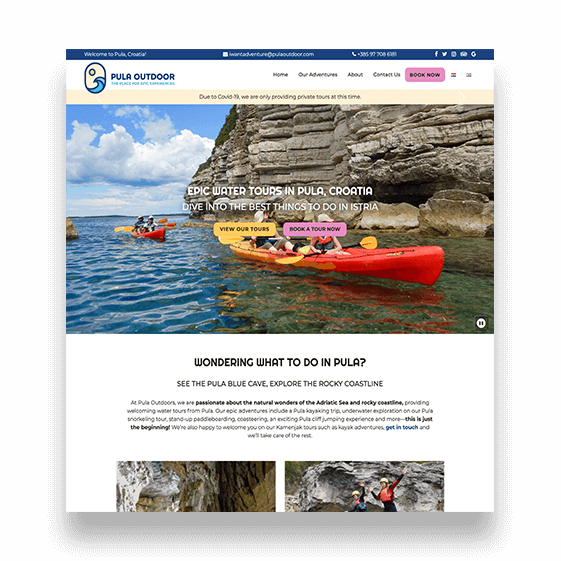 Welcome to Pula, Croatia!
iwantadventure@pulaoutdoor.com
+385 97 708 6181
PULA OUTDOOR
THE PLACE FOR EPIC EXPERIENCES
Home
Our Adventures
About
Contact Us
BOOK NOW
Due to Covid-19, we are only providing private tours at this time.
EPIC WATER TOURS IN PULA, CROATIA
DIVE INTO THE BEST THINGS TO DO IN ISTRIA
VIEW OUR TOURS
BOOK A TOUR NOW
WONDERING WHAT TO DO IN PULA?
SEE THE PULA BLUE CAVE, EXPLORE THE ROCKY COASTLINE
At Pula Outdoors, we are passionate about the natural wonders of the Adriatic Sea and rocky coastline, providing
welcoming water tours from Pula. Our epic adventures include a Pula kayaking trip, underwater exploration on our Pula
snorkeling tour, stand-up paddleboarding, coasteering, an exciting Pula cliff jumping experience and more—this is just
the beginning! We're also happy to welcome you on our Kamenjak tours such as kayak adventures, get in touch and
we'll take care of the rest.